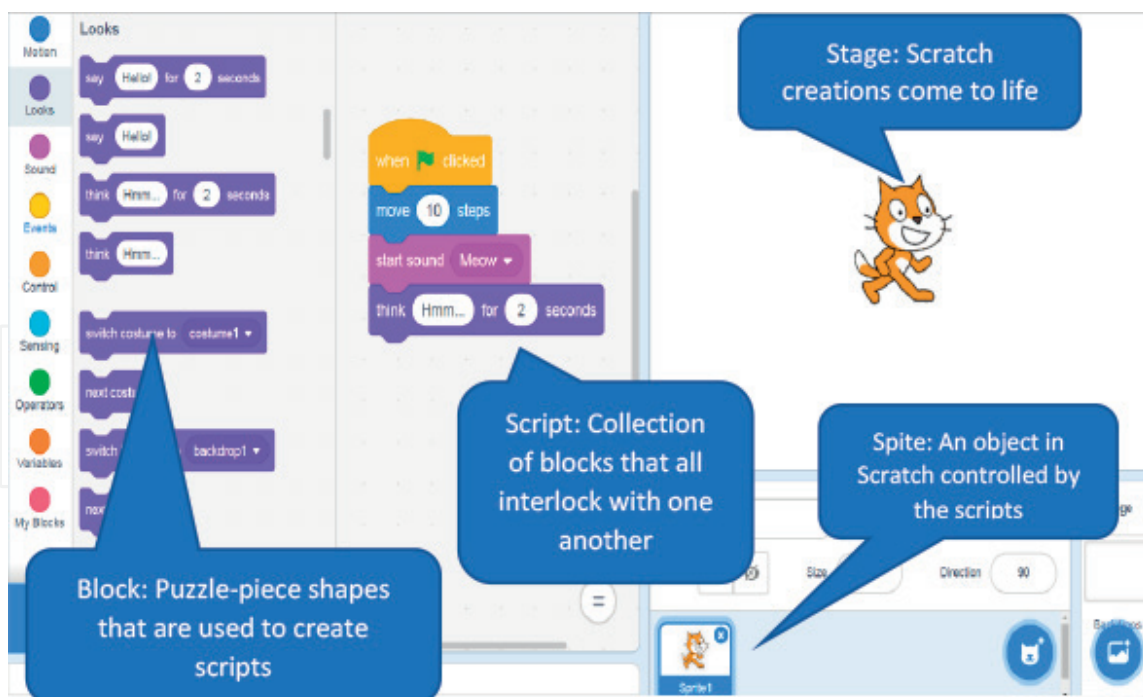 Motion
Looks
Sound
Events
Control
Sensing
Operators
Variables
My Blocks
Looks
say Hello! for 2 seconds
say Hello!
think Hmm... for 2 seconds
think Hmm...
switch costume to costume1
next
switch backdrop1
Block: Puzzle-piece shapes
that are used to create
scripts
when clicked
move 10 steps
start sound Meow
think Hmm... for 2 seconds
Script: Collection
of blocks that all
interlock with one
another
Stage: Scratch
creations come to life
Spite: An object in
Scratch controlled by
the scripts
Size Direction 90
Sprite1